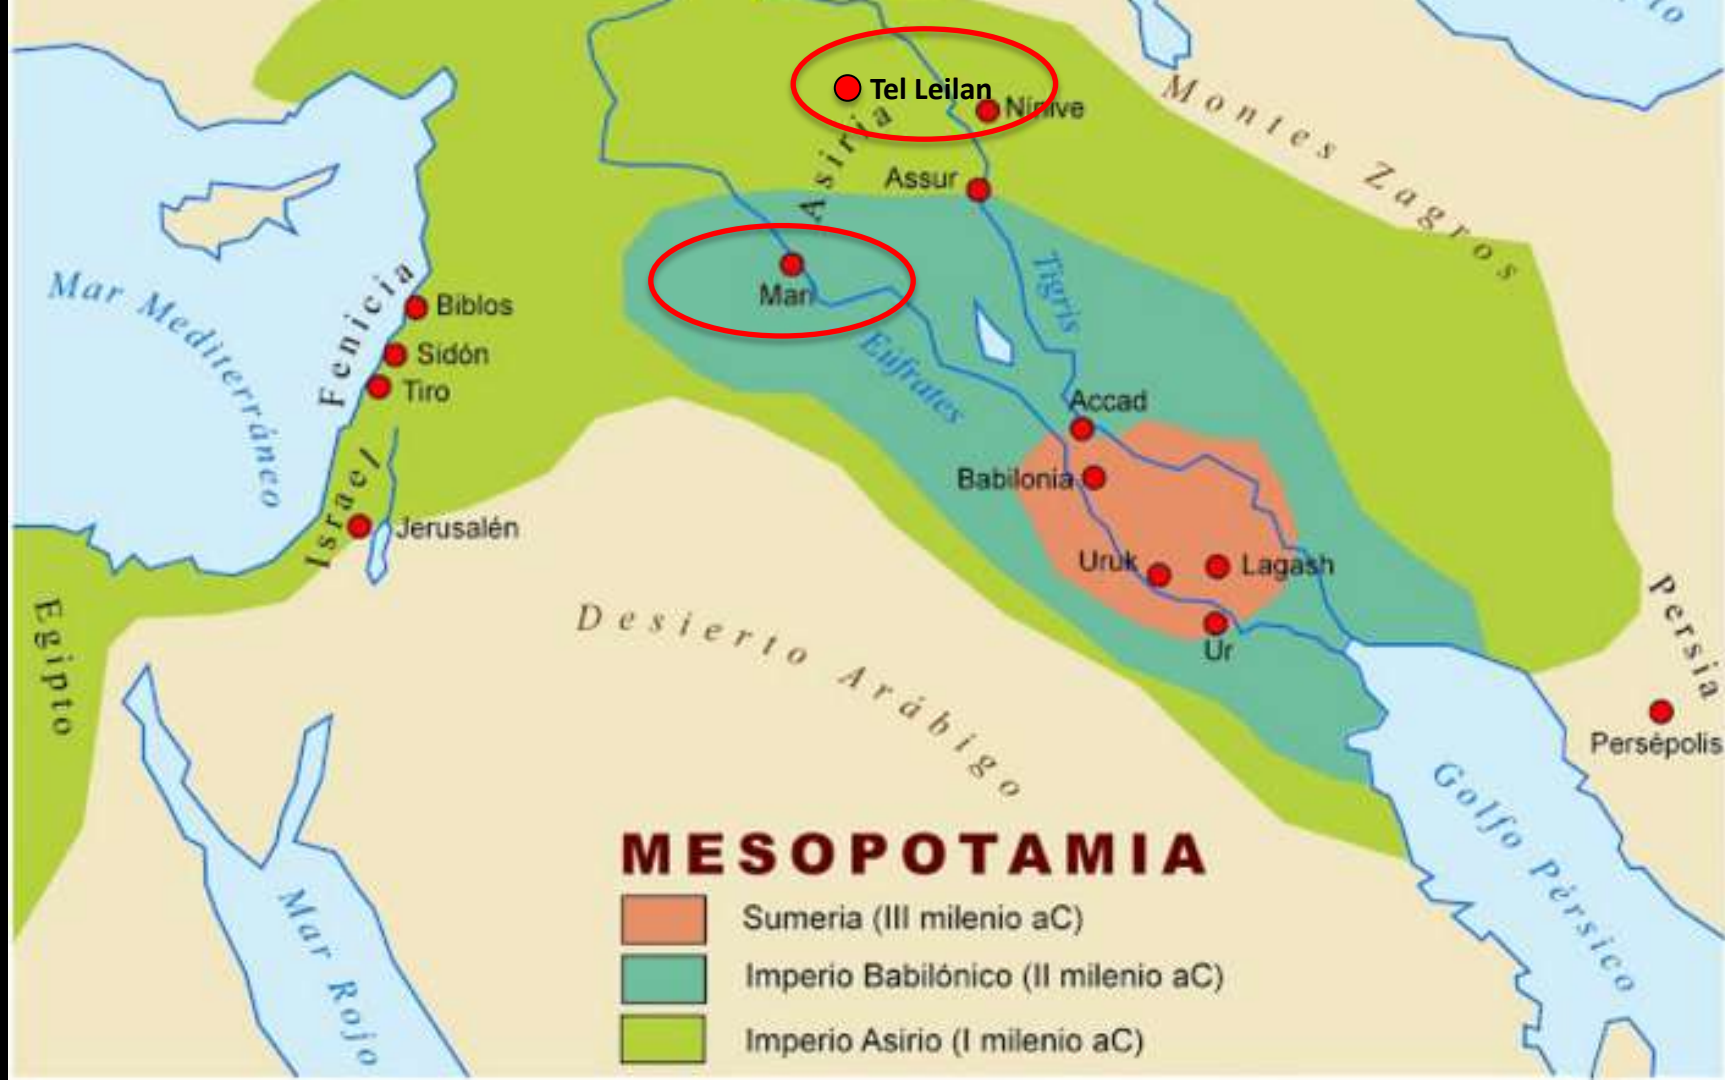 Tel Leilan
Nínive
Montes Zagros
Asiria
Assur
Mari
Tigris
Eúfrates
Mar Mediterráneo
Fenicia
Biblos
Sidón
Tiro
Israel
Jerusalén
Accad
Babilonia
Uruk
Lagash
Ur
Egipto
Desierto Arábigo
Persia
Persépolis
Golfo Pérsico
Mar Rojo
MESOPOTAMIA
Sumeria (III milenio aC)
Imperio Babilónico (II milenio aC)
Imperio Asirio (I milenio aC)